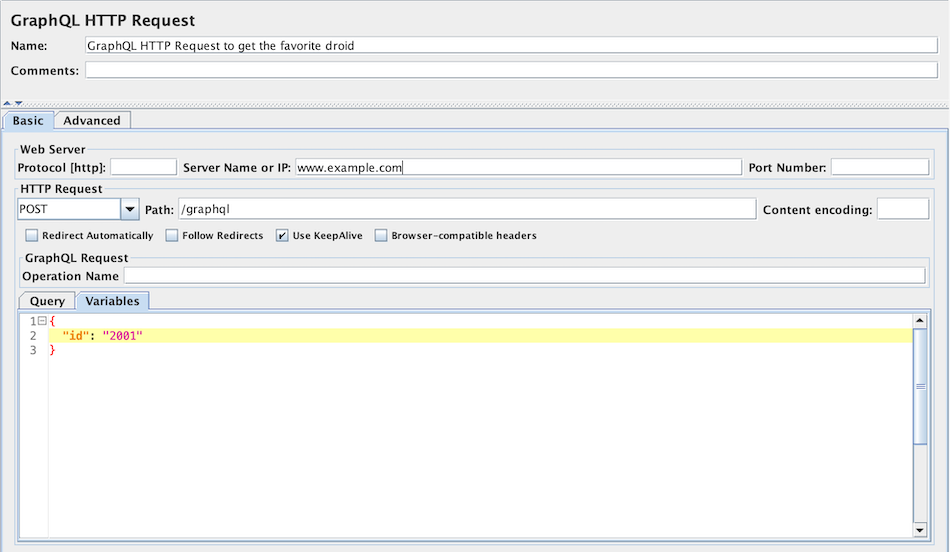 GraphQL HTTP Request
Name: GraphQL HTTP Request to get the favorite droid
Comments:
Basic Advanced
Web Server
Protocol [http]: Server Name or IP: www.example.com Port Number:
HTTP Request
POST Path: /graphql Content encoding:
Redirect Automatically Follow Redirects Use KeepAlive Browser-compatible headers
GraphQL Request
Operation Name
Query Variables
1 {
2 "id": "2001"
3 }